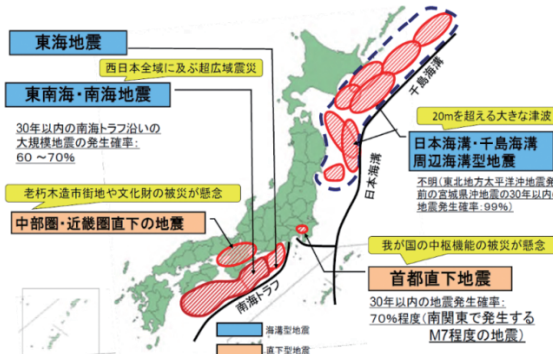 東海地震
西日本全域に及ぶ超広域震災
東南海・南海地震
30年以内の南海トラフ沿いの
大規模地震の発生確率:
60 ～70%
老朽木造市街地や文化財の被災が懸念
中部圏・近畿圏直下の地震
千島海溝
20mを超える大きな津波
日本海溝・千島海溝
周辺海溝型地震
不明(東北地方太平洋沖地震発
前の宮城県沖地震の30年以内の
地震発生確率:99%)
日本海溝
我が国の中枢機能の被災が懸念
首都直下地震
30年以内の地震発生確率:
70%程度(南関東で発生する
M7程度の地震)
南海トラフ
海溝型地震
直下型地震